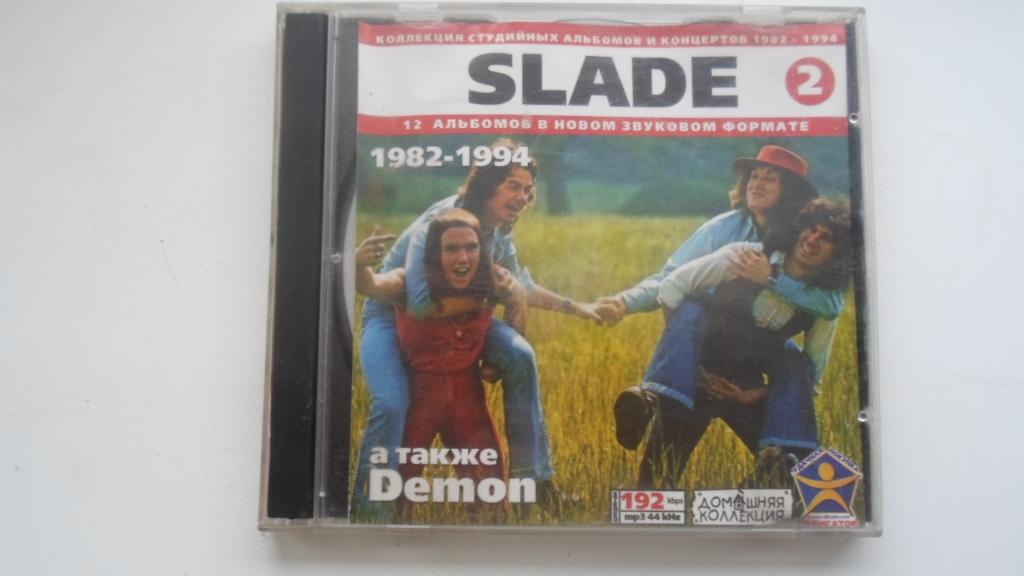 КОЛЛЕКЦИЯ СТУДИЙНЫХ АЛЬБОМОВ И КОНЦЕРТОВ 1982 - 1994
SLADE 2
12 АЛЬБОМОВ В НОВОМ ЗВУКОВОМ ФОРМАТЕ
1982-1994
а также
Demon
192 kbps
mp3 44 kHz
ДОМАШНЯЯ
КОЛЛЕКЦИЯ